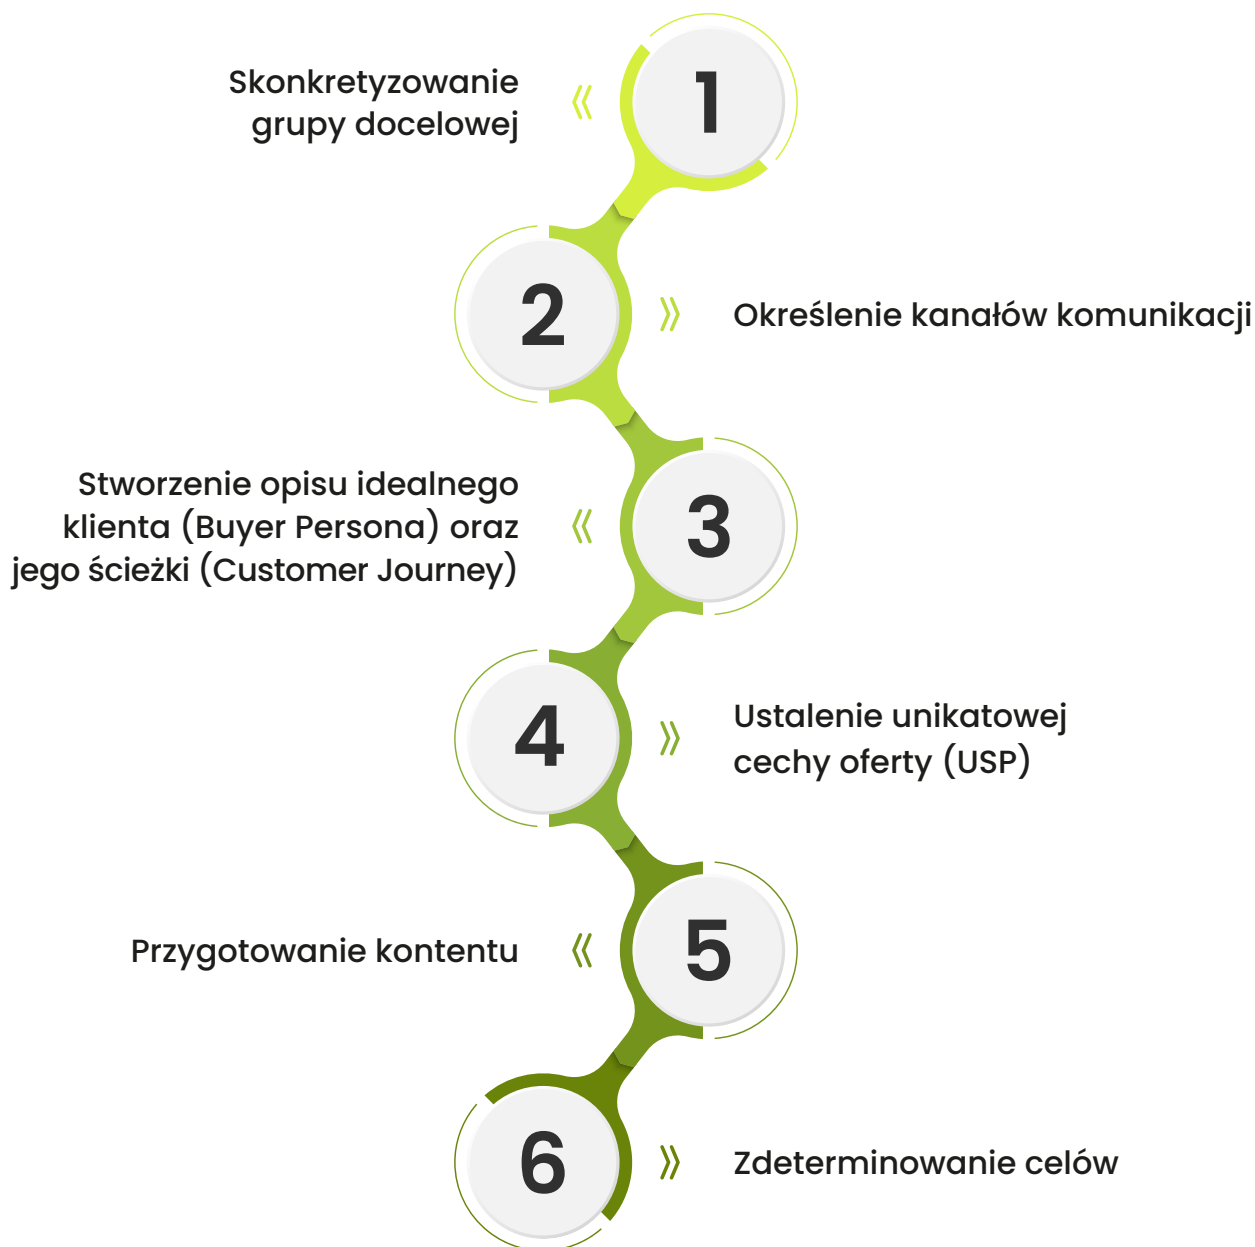 Skonkretyzowanie
grupy docelowej
1
2
Określenie kanałów komunikacji
Stworzenie opisu idealnego
klienta (Buyer Persona) oraz
jego ścieżki (Customer Journey)
3
4
Ustalenie unikatowej
cechy oferty (USP)
Przygotowanie kontentu
5
6
Zdeterminowanie celów